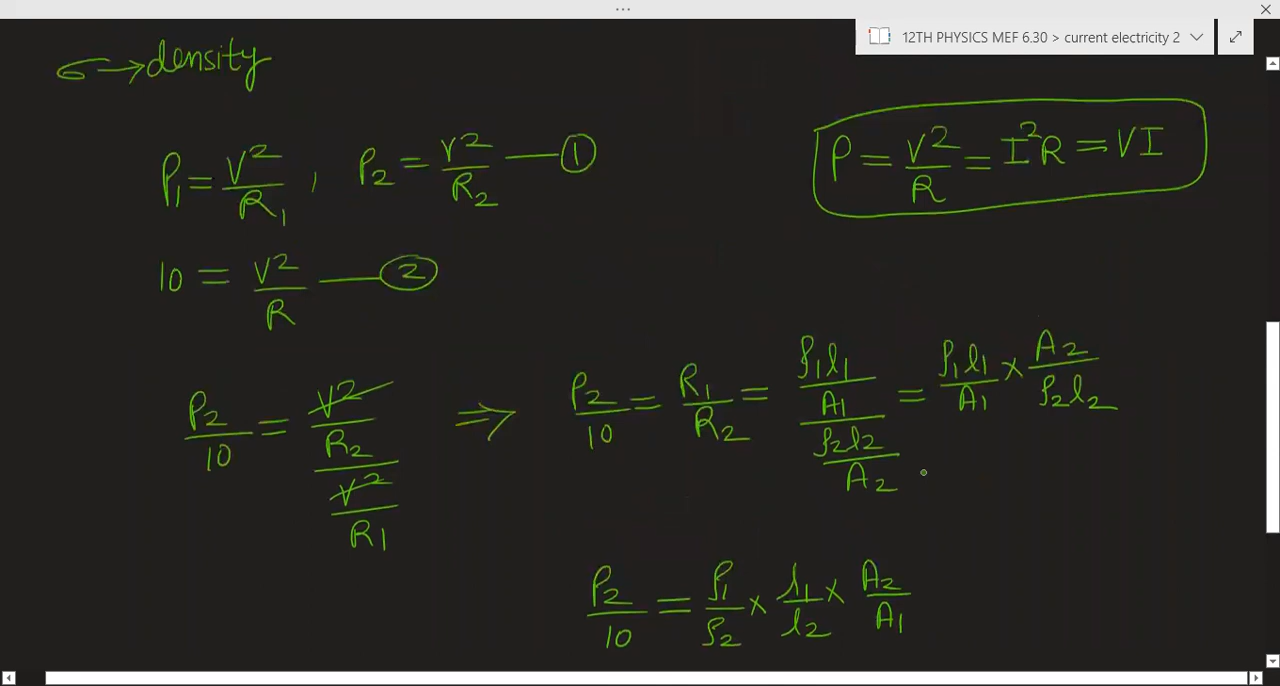 12TH PHYSICS MEF 6.30 > current electricity 2
σ → density
P = V²/R = I²R = VI
P₁ = V²/R₁ , P₂ = V²/R₂ — ①
10 = V²/R — ②
P₂/10 = (V²/R₂)/(V²/R₁) ⇒ P₂/10 = R₁/R₂ = (ρ₁l₁/A₁)/(ρ₂l₂/A₂) = ρ₁l₁/A₁ × A₂/ρ₂l₂
P₂/10 = ρ₁/ρ₂ × l₁/l₂ × A₂/A₁